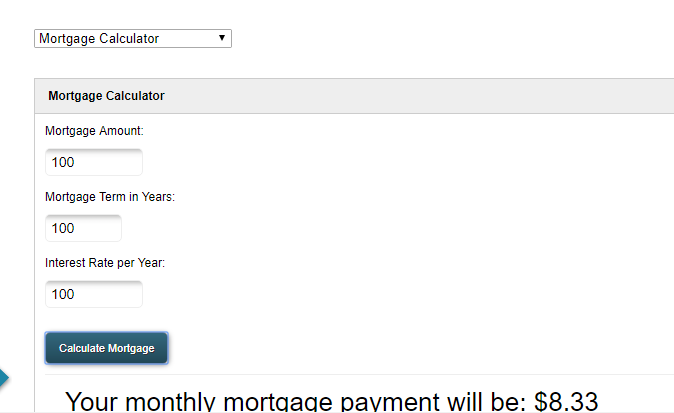 Mortgage Calculator
Mortgage Calculator
Mortgage Amount:
100
Mortgage Term in Years:
100
Interest Rate per Year:
100
Calculate Mortgage
Your monthly mortgage payment will be: $8.33